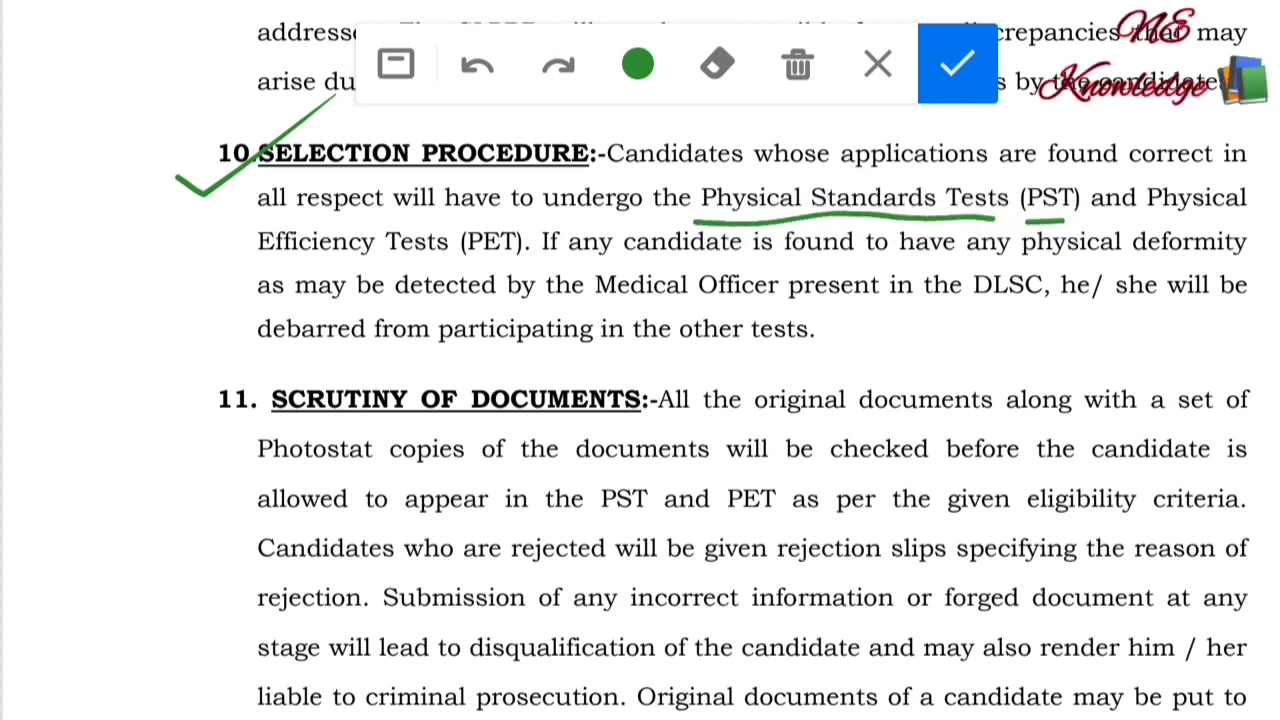 addresse
crepancies that may
arise du
s by the candidate
NE
Knowledge
10.SELECTION PROCEDURE:-Candidates whose applications are found correct in
all respect will have to undergo the Physical Standards Tests (PST) and Physical
Efficiency Tests (PET). If any candidate is found to have any physical deformity
as may be detected by the Medical Officer present in the DLSC, he/ she will be
debarred from participating in the other tests.
11. SCRUTINY OF DOCUMENTS:-All the original documents along with a set of
Photostat copies of the documents will be checked before the candidate is
allowed to appear in the PST and PET as per the given eligibility criteria.
Candidates who are rejected will be given rejection slips specifying the reason of
rejection. Submission of any incorrect information or forged document at any
stage will lead to disqualification of the candidate and may also render him / her
liable to criminal prosecution. Original documents of a candidate may be put to